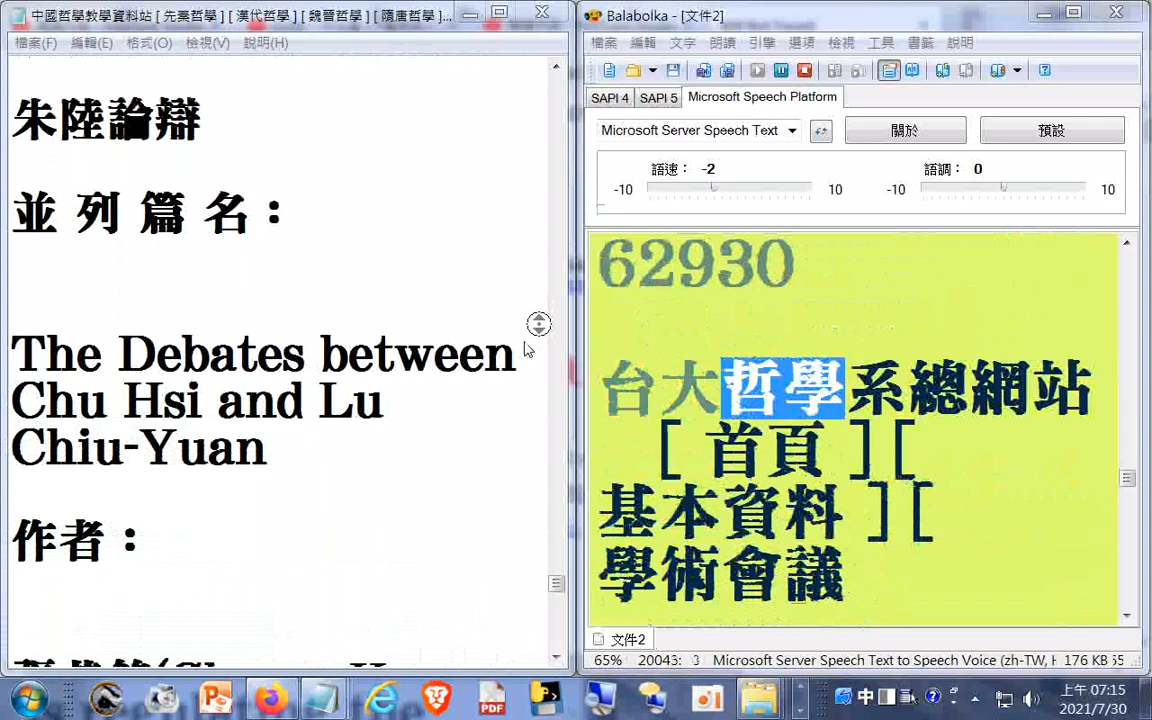 中國哲學教學資料站 [ 先秦哲學 ] [ 漢代哲學 ] [ 魏晉哲學 ] [ 隋唐哲學 ]...
檔案(F) 編輯(E) 格式(O) 檢視(V) 說明(H)
朱陸論辯
並 列 篇 名：
The Debates between
Chu Hsi and Lu
Chiu-Yuan
作者：
Balabolka - [文件2]
檔案 編輯 文字 朗讀 引擎 選項 檢視 工具 書籤 說明
SAPI 4 SAPI 5 Microsoft Speech Platform
Microsoft Server Speech Text 關於 預設
語速： -2 語調： 0
-10 10 -10 10
62930
台大哲學系總網站
[ 首頁 ][
基本資料 ][
學術會議
文件2
65% 20043: 3 Microsoft Server Speech Text to Speech Voice (zh-TW, H 176 KB
中
上午 07:15
2021/7/30